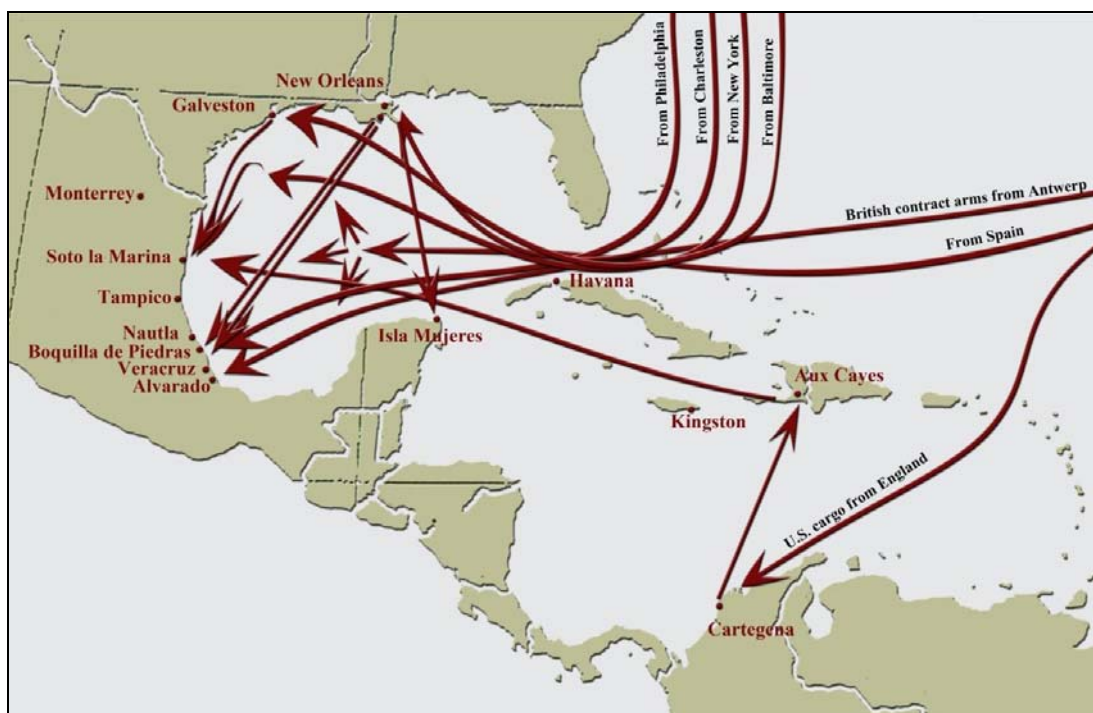 From Philadelphia
From Charleston
From New York
From Baltimore
New Orleans
Galveston
Monterrey
British contract arms from Antwerp
From Spain
Soto la Marina
Havana
Tampico
Isla Mujeres
Nautla
Boquilla de Piedras
Veracruz
Alvarado
Aux Cayes
Kingston
U.S. cargo from England
Cartegena